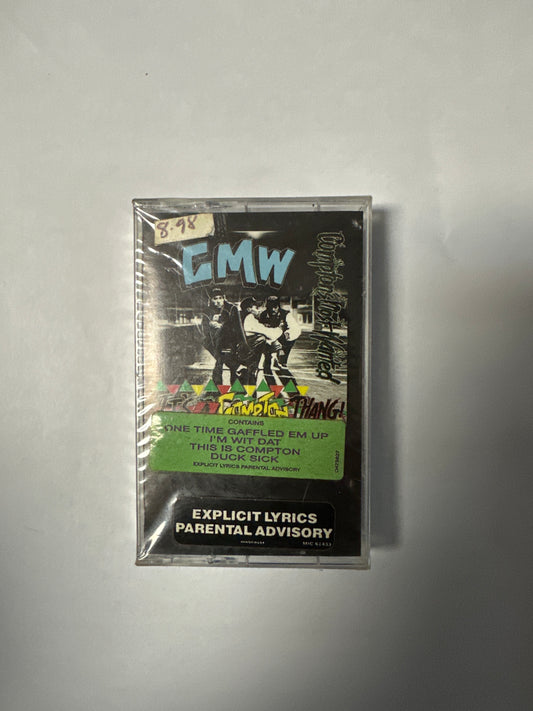 8.98
CMW
Compton's Most Wanted
IT'S A COMPTON THANG!
CONTAINS
ONE TIME GAFFLED EM UP
I'M WIT DAT
THIS IS COMPTON
DUCK SICK
EXPLICIT LYRICS PARENTAL ADVISORY
EXPLICIT LYRICS
PARENTAL ADVISORY